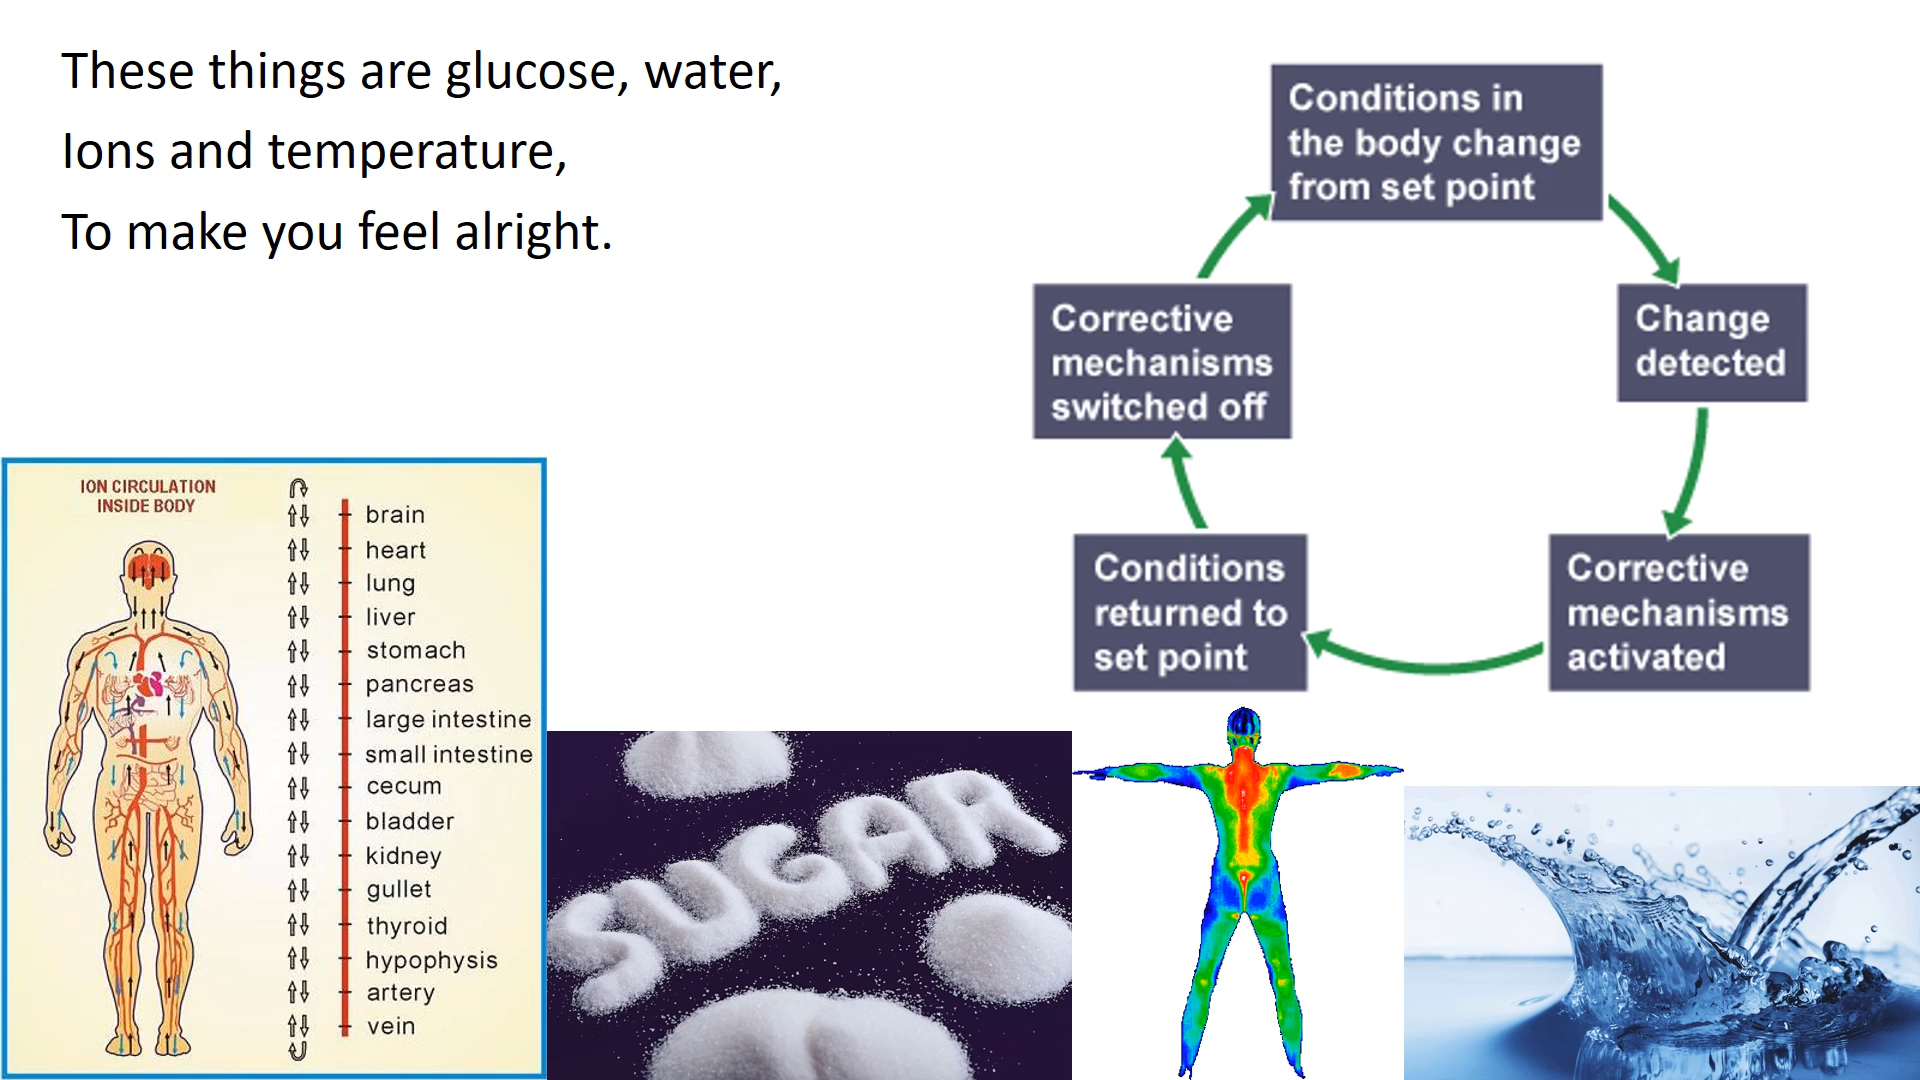 These things are glucose, water,
Ions and temperature,
To make you feel alright.
Conditions in
the body change
from set point
Change
detected
Corrective
mechanisms
activated
Conditions
returned to
set point
Corrective
mechanisms
switched off
ION CIRCULATION
INSIDE BODY
brain
heart
lung
liver
stomach
pancreas
large intestine
small intestine
cecum
bladder
kidney
gullet
thyroid
hypophysis
artery
vein
SUGAR